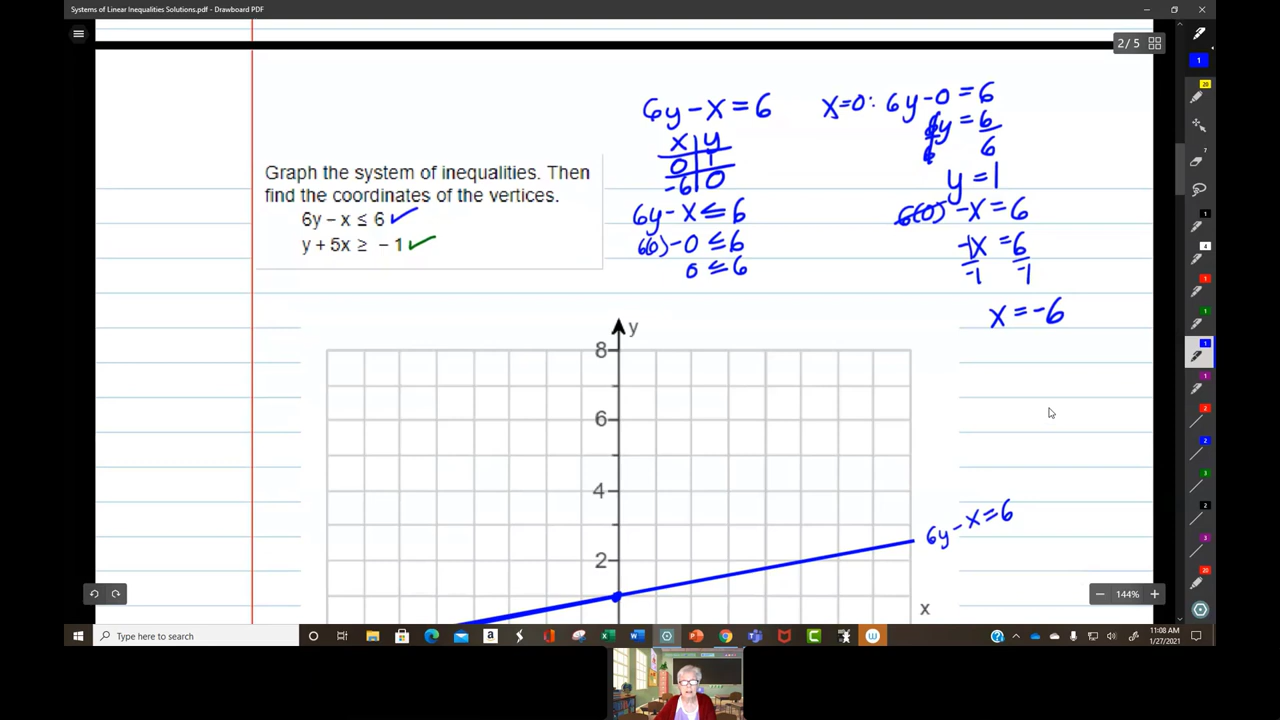 Systems of Linear Inequalities Solutions.pdf - Drawboard PDF
2 / 5
Graph the system of inequalities. Then
find the coordinates of the vertices.
6y – x ≤ 6
y + 5x ≥ – 1
6y – x = 6
x y
0 1
-6 0
6y – x ≤ 6
6(0) – 0 ≤ 6
0 ≤ 6
x=0: 6y – 0 = 6
6y = 6
6 6
y = 1
6(0) – x = 6
-1x = 6
-1 -1
x = -6
y
8
6
4
2
6y – x = 6
x
144%
Type here to search
11:08 AM
1/27/2021